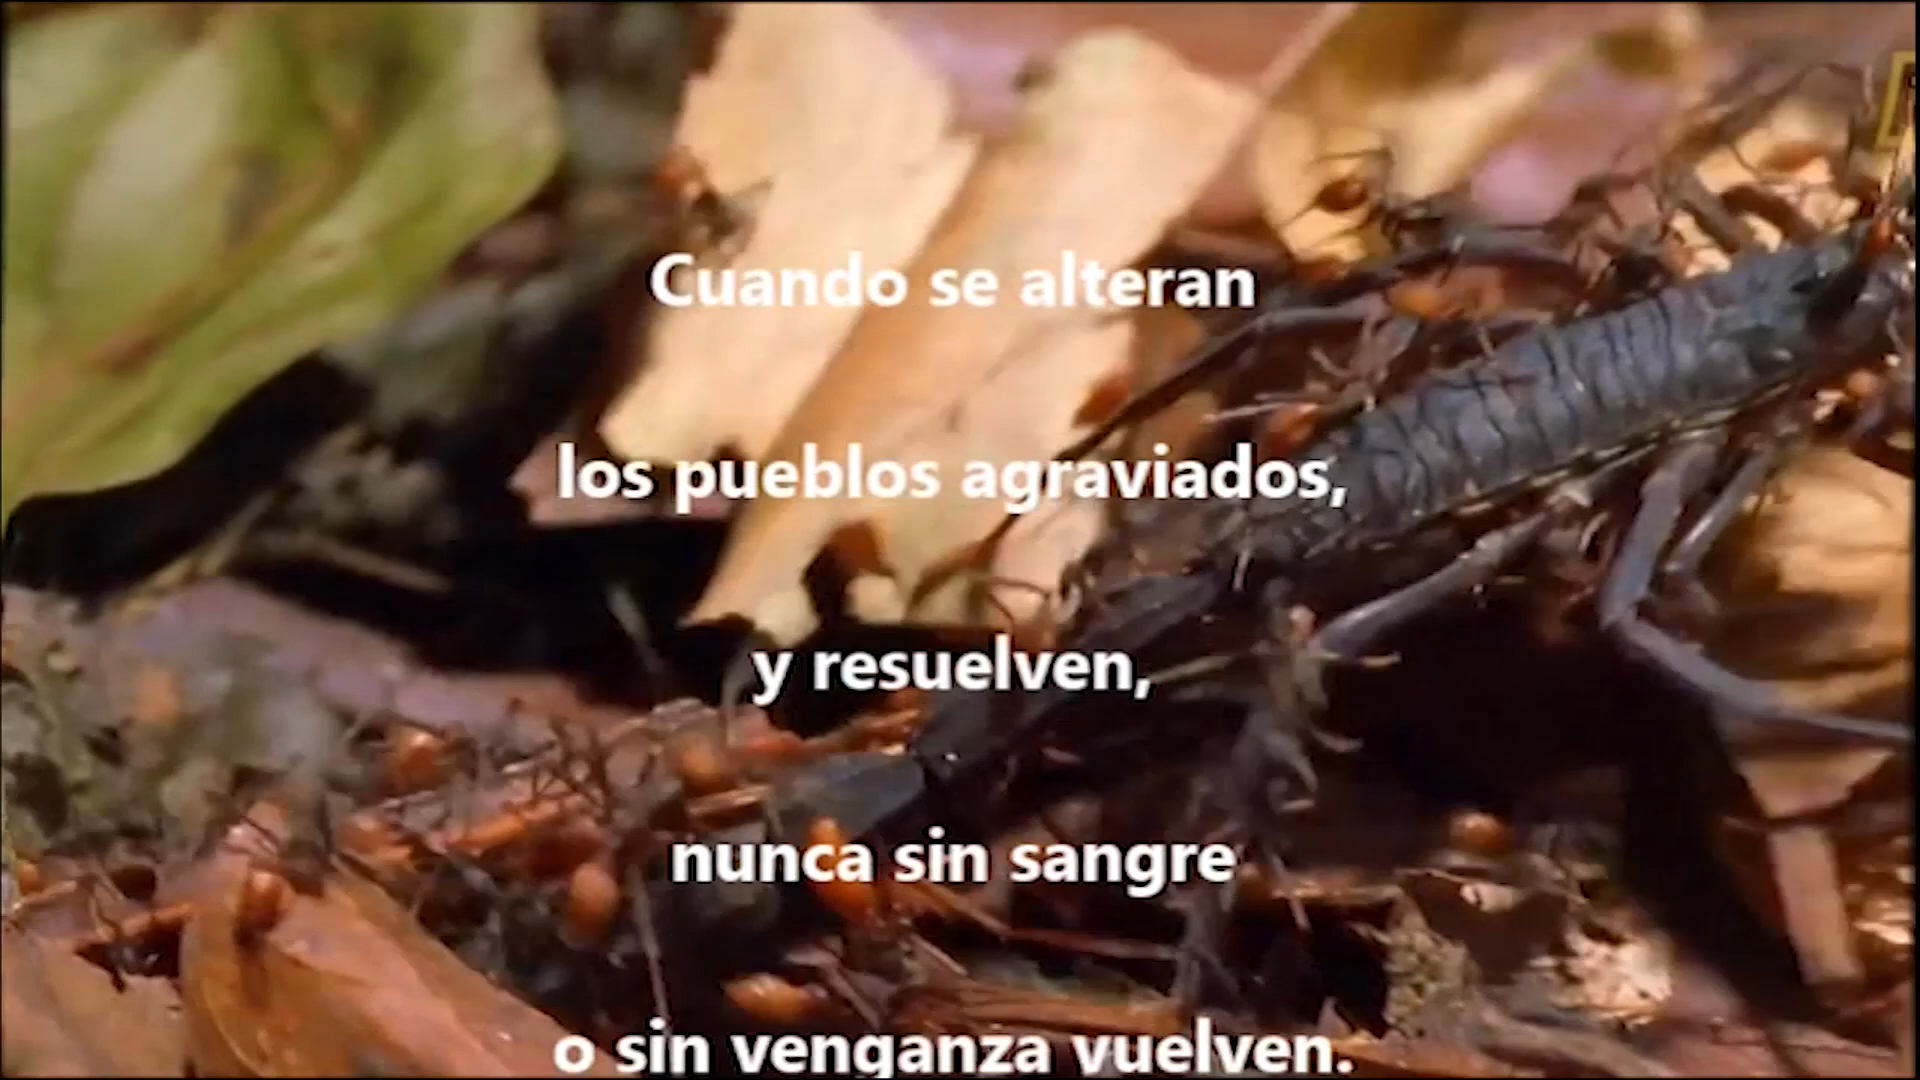 Cuando se alteran
los pueblos agraviados,
y resuelven,
nunca sin sangre
o sin venganza vuelven.